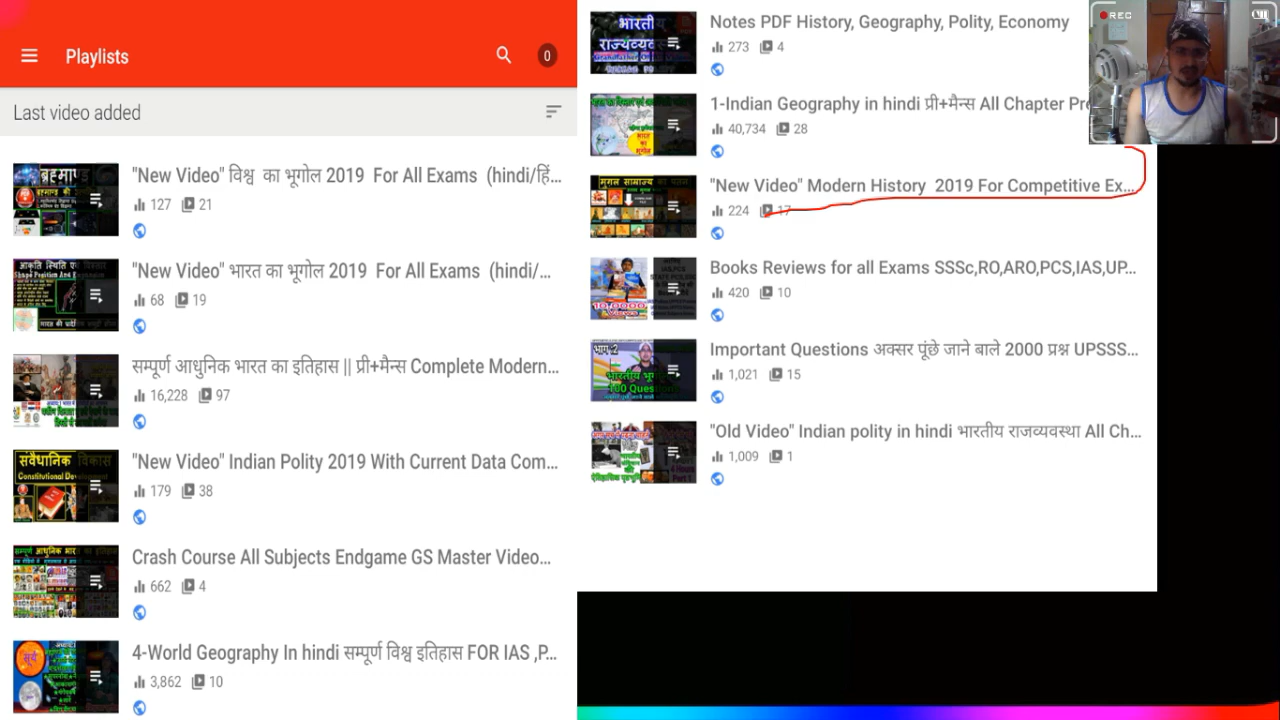 Playlists
0
Last video added
"New Video" विश्व का भूगोल 2019 For All Exams (hindi/हिं...
127 21
"New Video" भारत का भूगोल 2019 For All Exams (hindi/...
68 19
सम्पूर्ण आधुनिक भारत का इतिहास || प्री+मैन्स Complete Modern...
16,228 97
"New Video" Indian Polity 2019 With Current Data Com...
179 38
Crash Course All Subjects Endgame GS Master Video...
662 4
4-World Geography In hindi सम्पूर्ण विश्व इतिहास FOR IAS ,P...
3,862 10
Notes PDF History, Geography, Polity, Economy
273 4
1-Indian Geography in hindi प्री+मैन्स All Chapter Pre
40,734 28
"New Video" Modern History 2019 For Competitive Ex...
224 17
Books Reviews for all Exams SSSc,RO,ARO,PCS,IAS,UP...
420 10
Important Questions अक्सर पूंछे जाने बाले 2000 प्रश्न UPSSS...
1,021 15
"Old Video" Indian polity in hindi भारतीय राजव्यवस्था All Ch...
1,009 1
REC